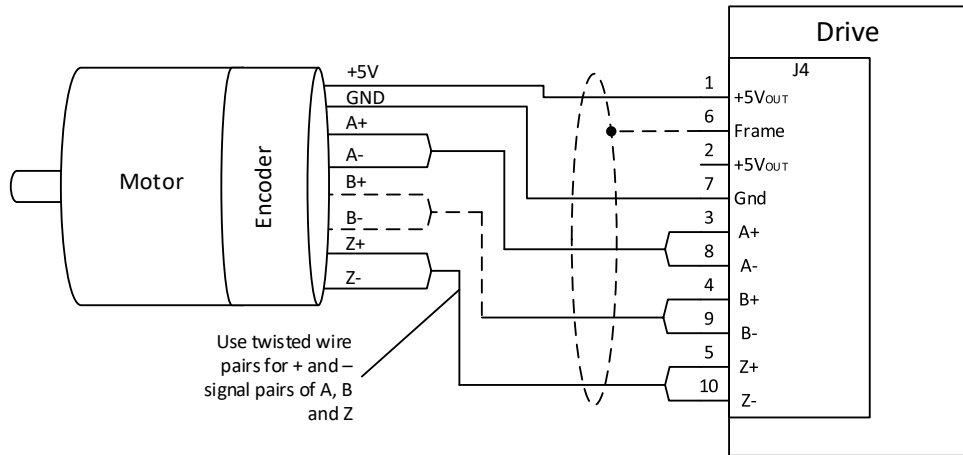 Drive
J4
+5V
GND
A+
A-
B+
B-
Z+
Z-
Motor
Encoder
1
+5VOUT
6
Frame
2
+5VOUT
7
Gnd
3
A+
8
A-
4
B+
9
B-
5
Z+
10
Z-
Use twisted wire
pairs for + and –
signal pairs of A, B
and Z